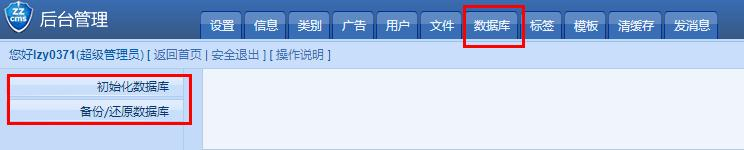 zz
cms
后台管理
设置 信息 类别 广告 用户 文件 数据库 标签 模板 清缓存 发消息
您好lzy0371(超级管理员) [ 返回首页 | 安全退出 ] [ 操作说明 ]
初始化数据库
备份/还原数据库